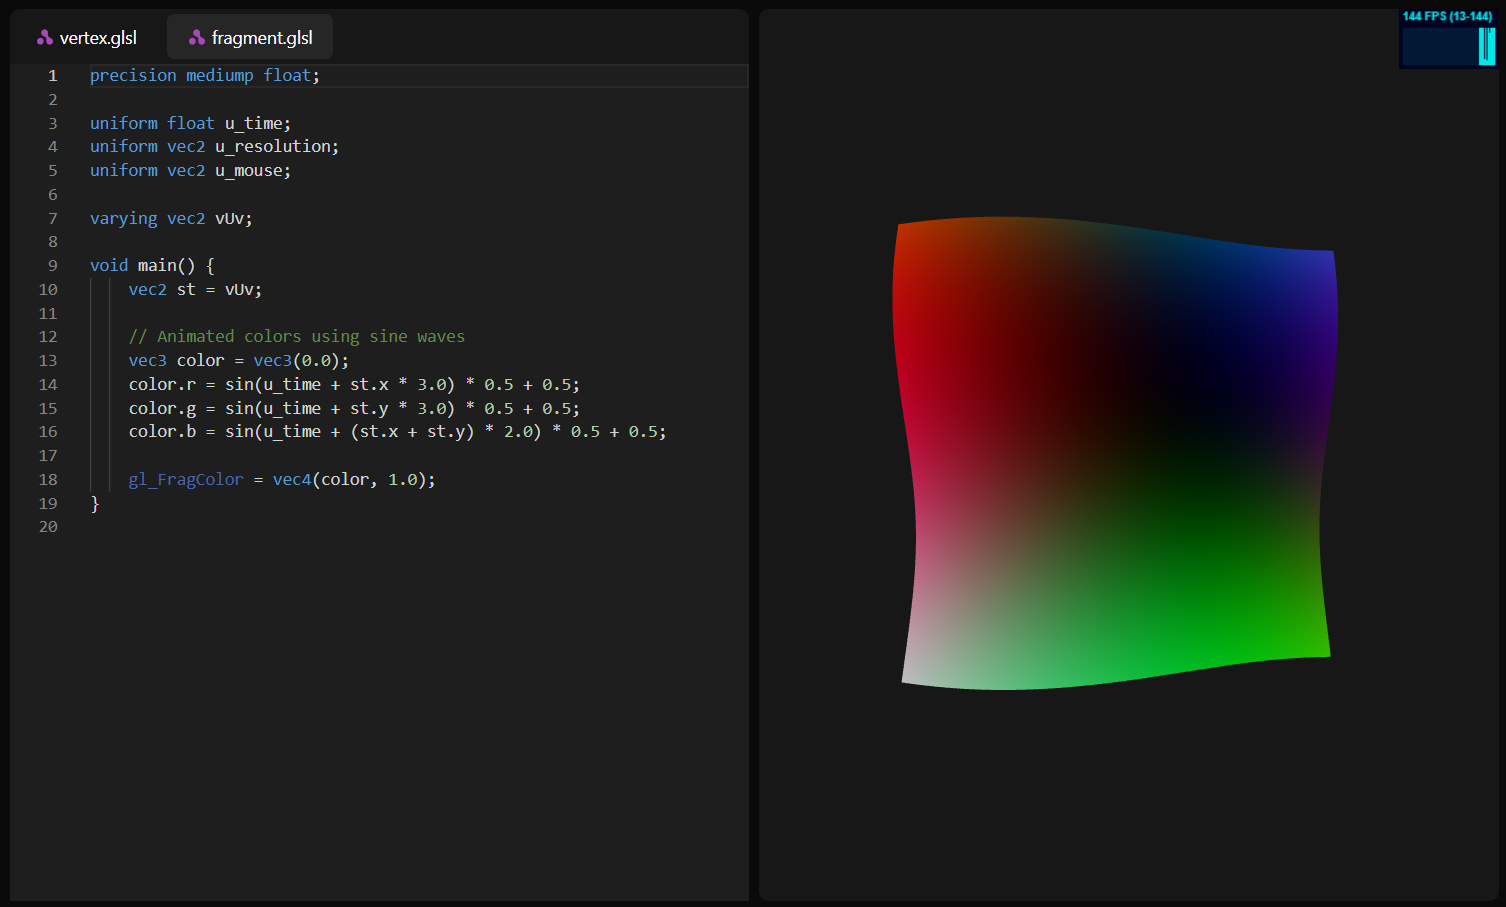 vertex.glsl
fragment.glsl
144 FPS (13-144)
1 precision mediump float;
2
3 uniform float u_time;
4 uniform vec2 u_resolution;
5 uniform vec2 u_mouse;
6
7 varying vec2 vUv;
8
9 void main() {
10     vec2 st = vUv;
11
12     // Animated colors using sine waves
13     vec3 color = vec3(0.0);
14     color.r = sin(u_time + st.x * 3.0) * 0.5 + 0.5;
15     color.g = sin(u_time + st.y * 3.0) * 0.5 + 0.5;
16     color.b = sin(u_time + (st.x + st.y) * 2.0) * 0.5 + 0.5;
17
18     gl_FragColor = vec4(color, 1.0);
19 }
20